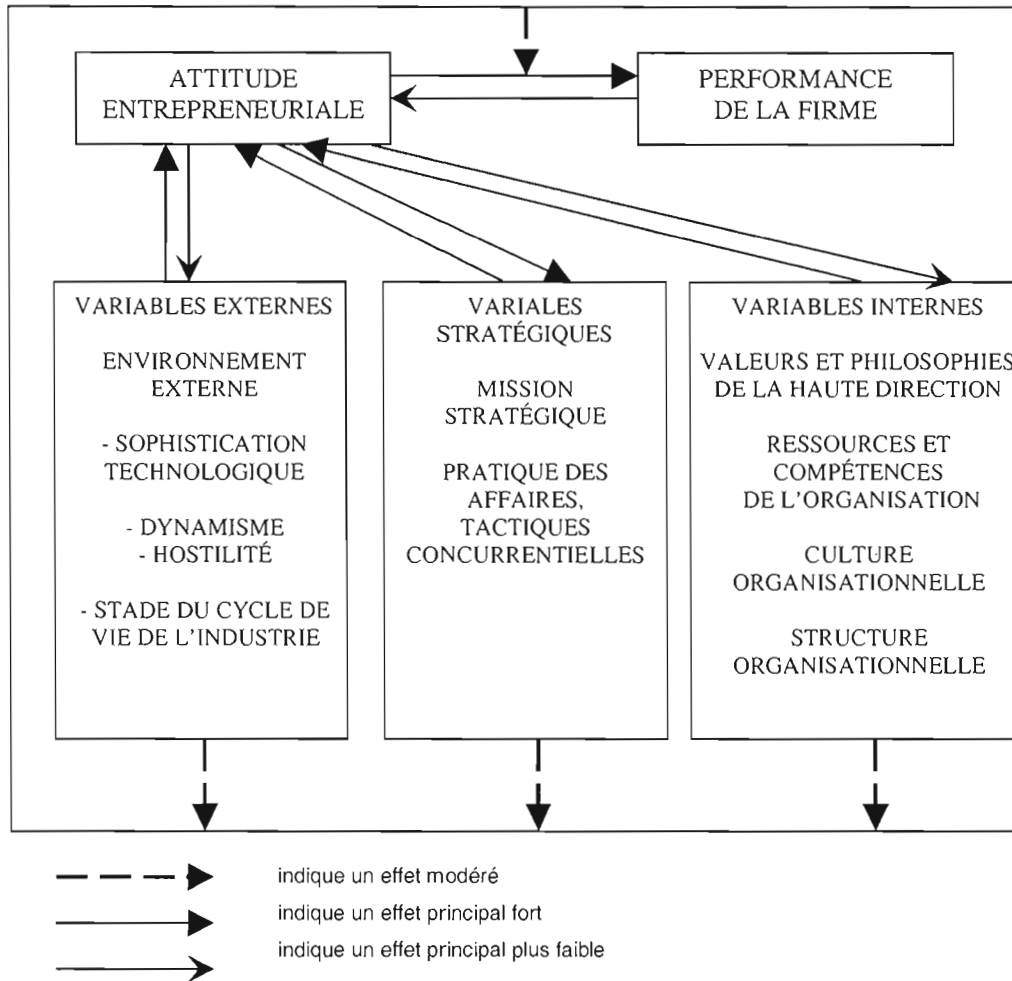 ATTITUDE
ENTREPRENEURIALE
PERFORMANCE
DE LA FIRME
VARIABLES EXTERNES
ENVIRONNEMENT
EXTERNE
- SOPHISTICATION
TECHNOLOGIQUE
- DYNAMISME
- HOSTILITÉ
- STADE DU CYCLE DE
VIE DE L'INDUSTRIE
VARIALES
STRATÉGIQUES
MISSION
STRATÉGIQUE
PRATIQUE DES
AFFAIRES,
TACTIQUES
CONCURRENTIELLES
VARIABLES INTERNES
VALEURS ET PHILOSOPHIES
DE LA HAUTE DIRECTION
RESSOURCES ET
COMPÉTENCES
DE L'ORGANISATION
CULTURE
ORGANISATIONNELLE
STRUCTURE
ORGANISATIONNELLE
indique un effet modéré
indique un effet principal fort
indique un effet principal plus faible